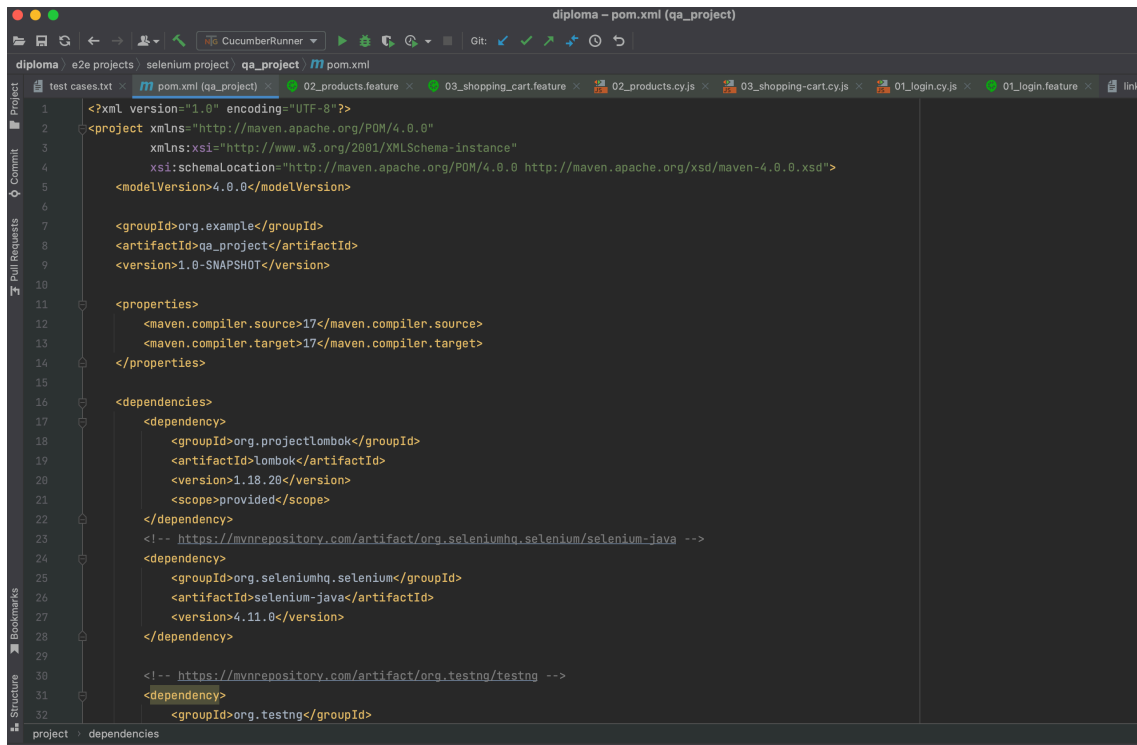 diploma – pom.xml (qa_project)
CucumberRunner
Git:
diploma 〉 e2e projects 〉 selenium project 〉 qa_project 〉 m pom.xml
test cases.txt
m pom.xml (qa_project)
02_products.feature
03_shopping_cart.feature
02_products.cy.js
03_shopping-cart.cy.js
01_login.cy.js
01_login.feature
Project
Commit
Pull Requests
Bookmarks
Structure
1 <?xml version="1.0" encoding="UTF-8"?>
2 <project xmlns="http://maven.apache.org/POM/4.0.0"
3 xmlns:xsi="http://www.w3.org/2001/XMLSchema-instance"
4 xsi:schemaLocation="http://maven.apache.org/POM/4.0.0 http://maven.apache.org/xsd/maven-4.0.0.xsd">
5 <modelVersion>4.0.0</modelVersion>
6
7 <groupId>org.example</groupId>
8 <artifactId>qa_project</artifactId>
9 <version>1.0-SNAPSHOT</version>
10
11 <properties>
12 <maven.compiler.source>17</maven.compiler.source>
13 <maven.compiler.target>17</maven.compiler.target>
14 </properties>
15
16 <dependencies>
17 <dependency>
18 <groupId>org.projectlombok</groupId>
19 <artifactId>lombok</artifactId>
20 <version>1.18.20</version>
21 <scope>provided</scope>
22 </dependency>
23 <!-- https://mvnrepository.com/artifact/org.seleniumhq.selenium/selenium-java -->
24 <dependency>
25 <groupId>org.seleniumhq.selenium</groupId>
26 <artifactId>selenium-java</artifactId>
27 <version>4.11.0</version>
28 </dependency>
29
30 <!-- https://mvnrepository.com/artifact/org.testng/testng -->
31 <dependency>
32 <groupId>org.testng</groupId>
project › dependencies